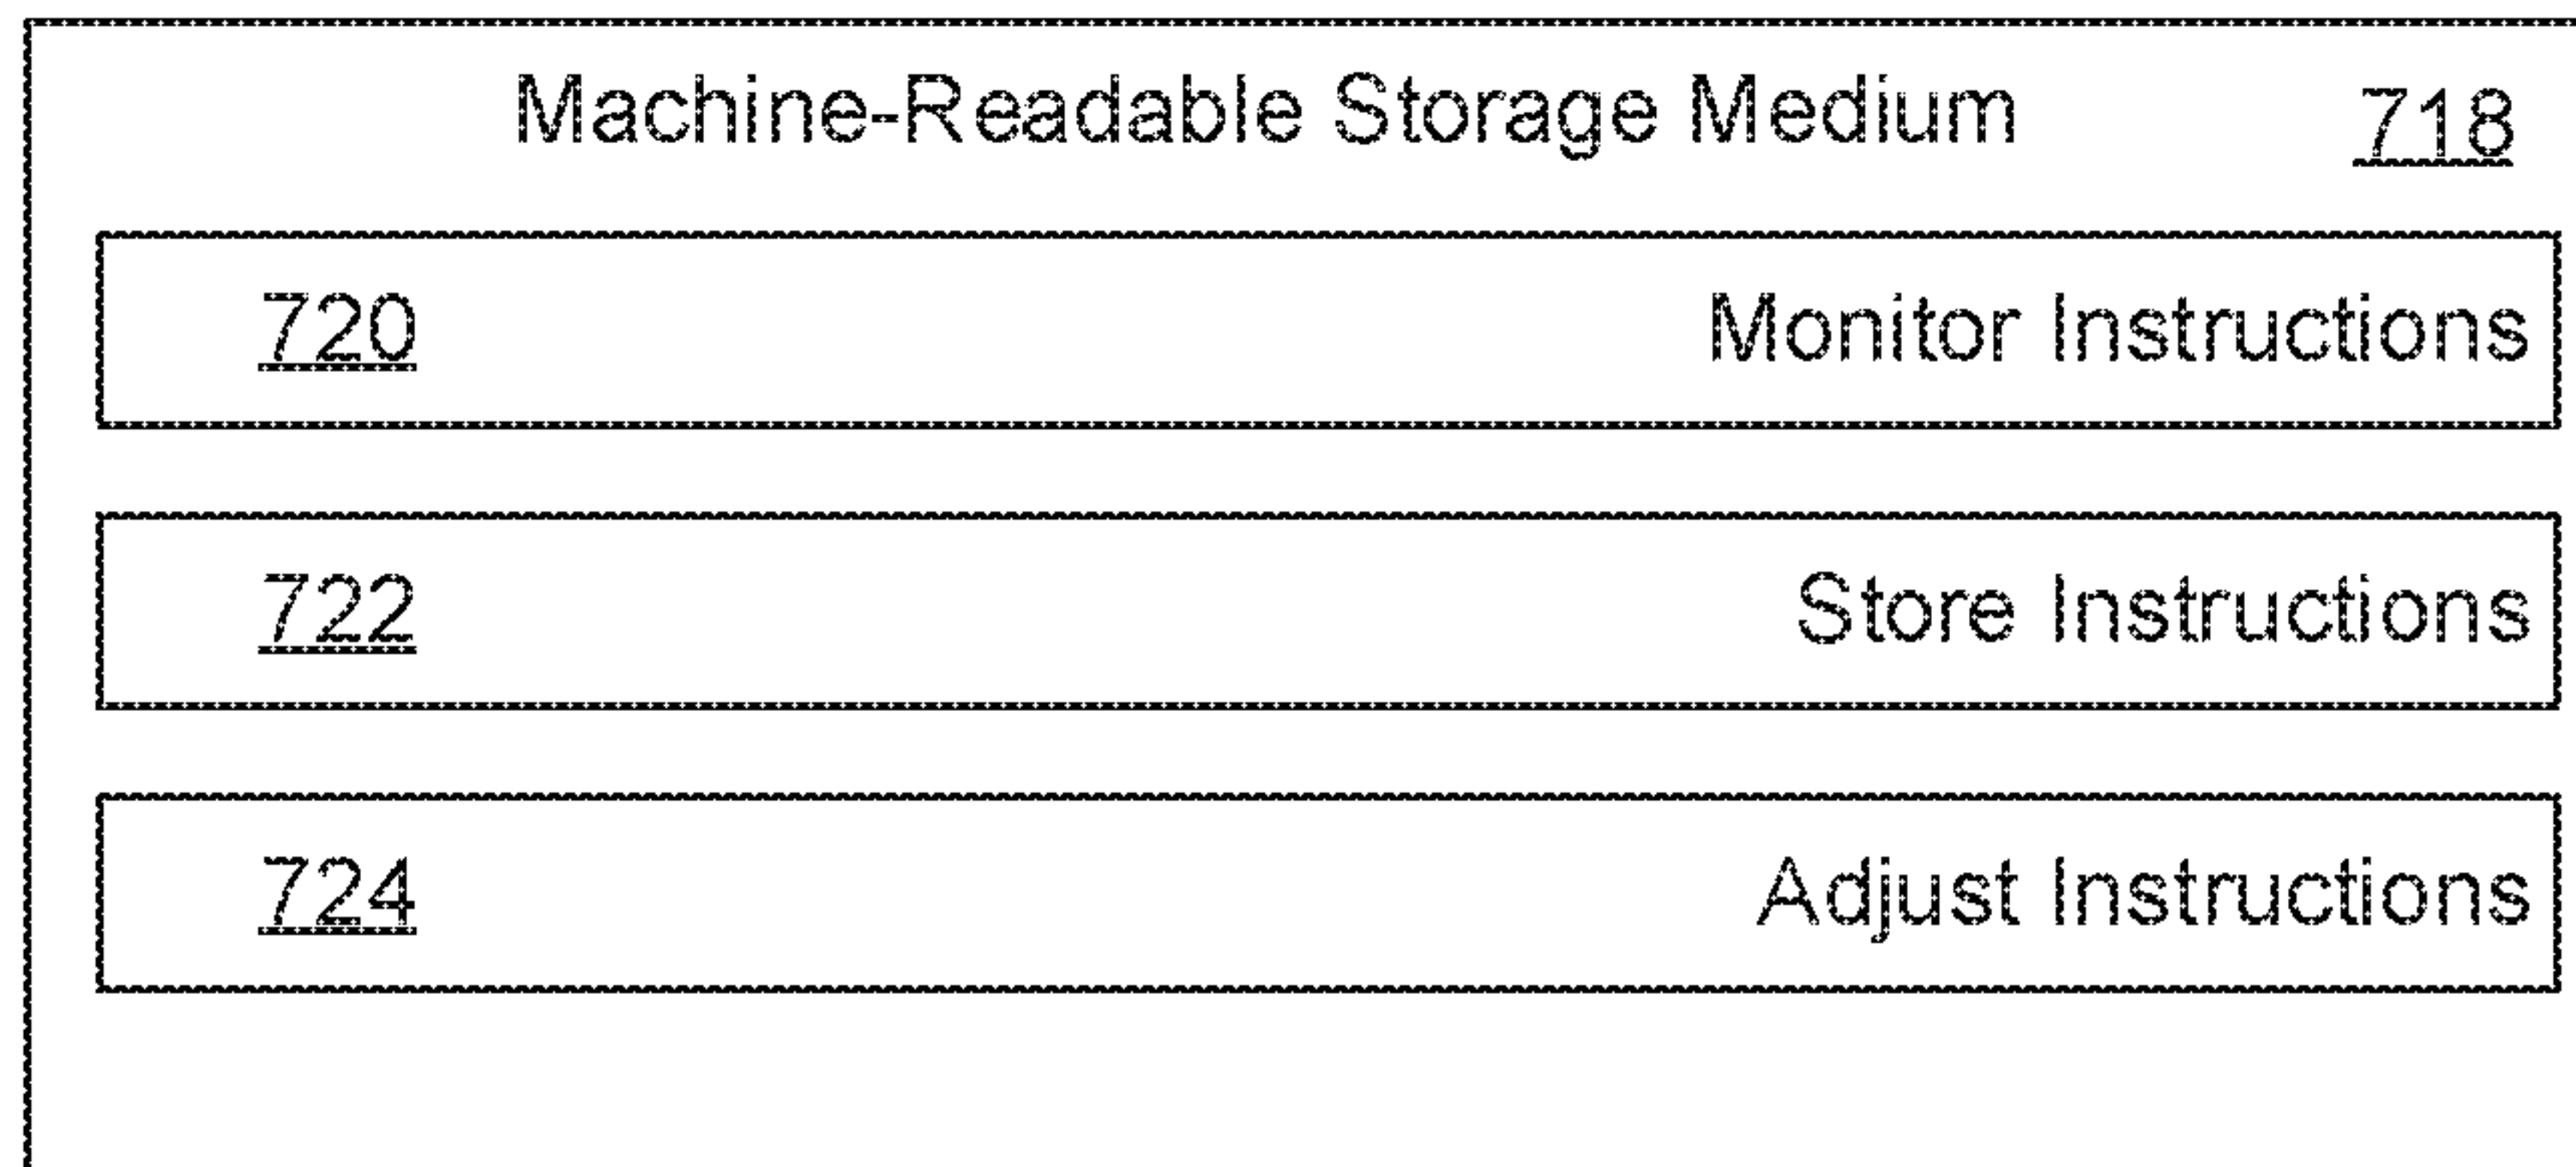 Machine-Readable Storage Medium 718
720 Monitor Instructions
722 Store Instructions
724 Adjust Instructions